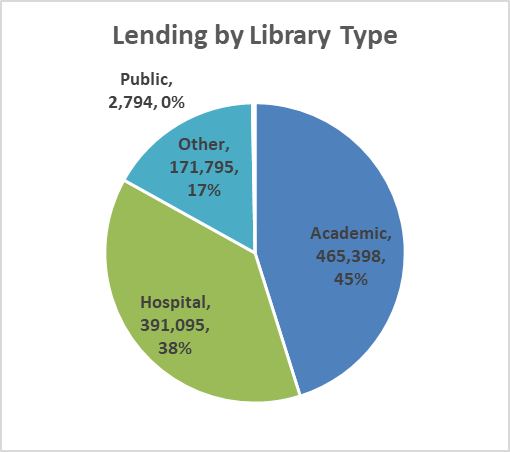 Lending by Library Type
Public,
2,794, 0%
Other,
171,795,
17%
Academic,
465,398,
45%
Hospital,
391,095,
38%